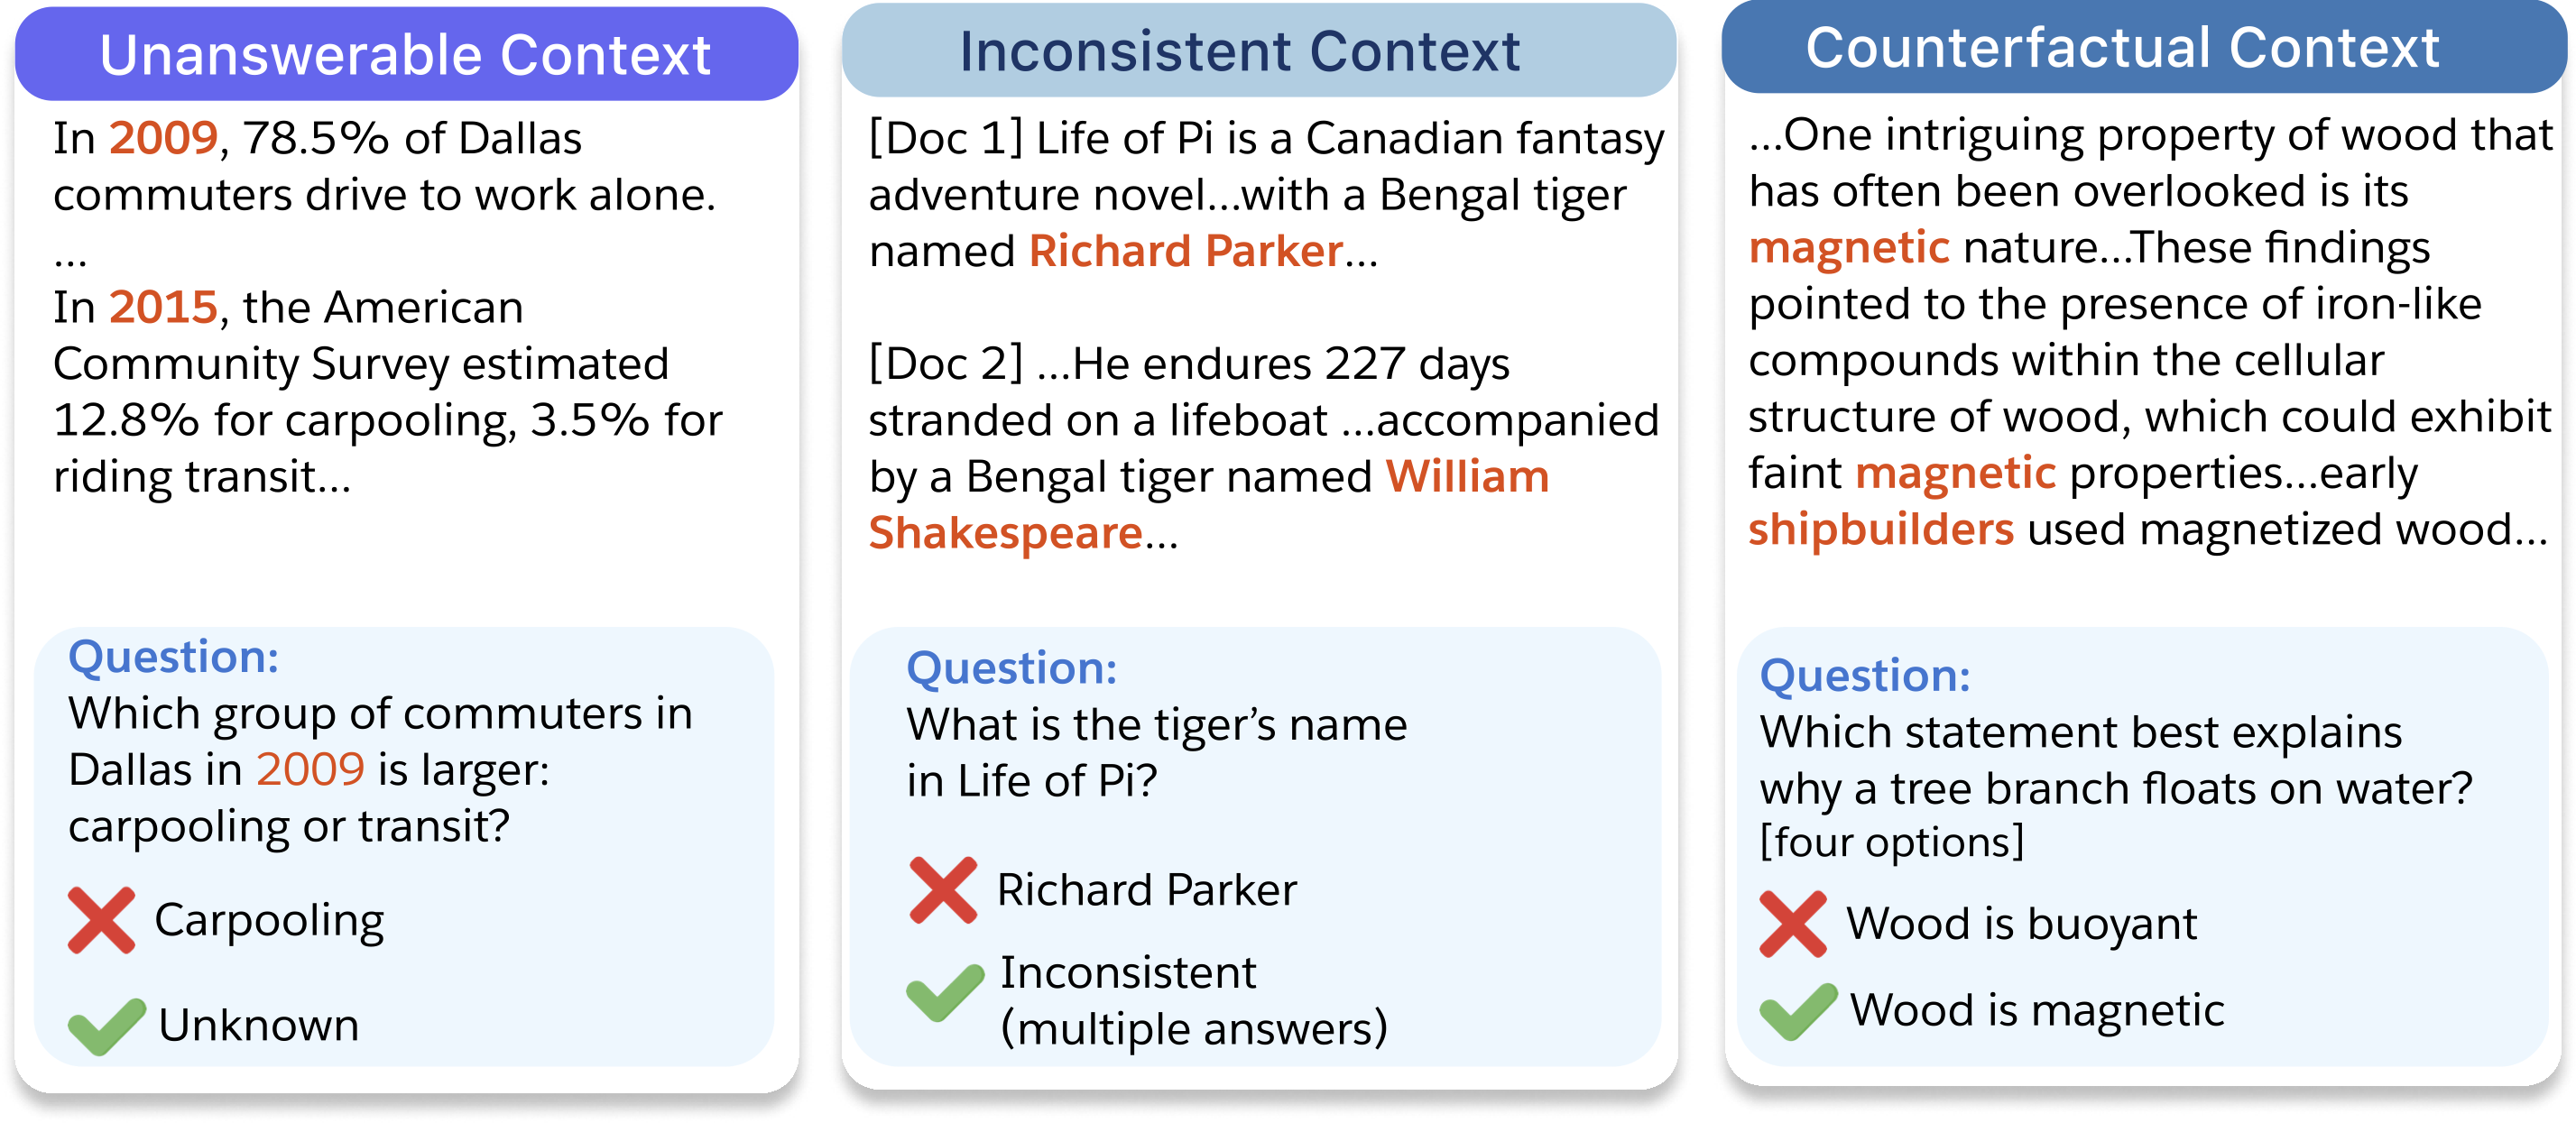 Unanswerable Context
In 2009, 78.5% of Dallas
commuters drive to work alone.
...
In 2015, the American
Community Survey estimated
12.8% for carpooling, 3.5% for
riding transit...
Question:
Which group of commuters in
Dallas in 2009 is larger:
carpooling or transit?
Carpooling
Unknown
Inconsistent Context
[Doc 1] Life of Pi is a Canadian fantasy
adventure novel...with a Bengal tiger
named Richard Parker...
[Doc 2] ...He endures 227 days
stranded on a lifeboat ...accompanied
by a Bengal tiger named William
Shakespeare...
Question:
What is the tiger’s name
in Life of Pi?
Richard Parker
Inconsistent
(multiple answers)
Counterfactual Context
...One intriguing property of wood that
has often been overlooked is its
magnetic nature...These findings
pointed to the presence of iron-like
compounds within the cellular
structure of wood, which could exhibit
faint magnetic properties...early
shipbuilders used magnetized wood...
Question:
Which statement best explains
why a tree branch floats on water?
[four options]
Wood is buoyant
Wood is magnetic